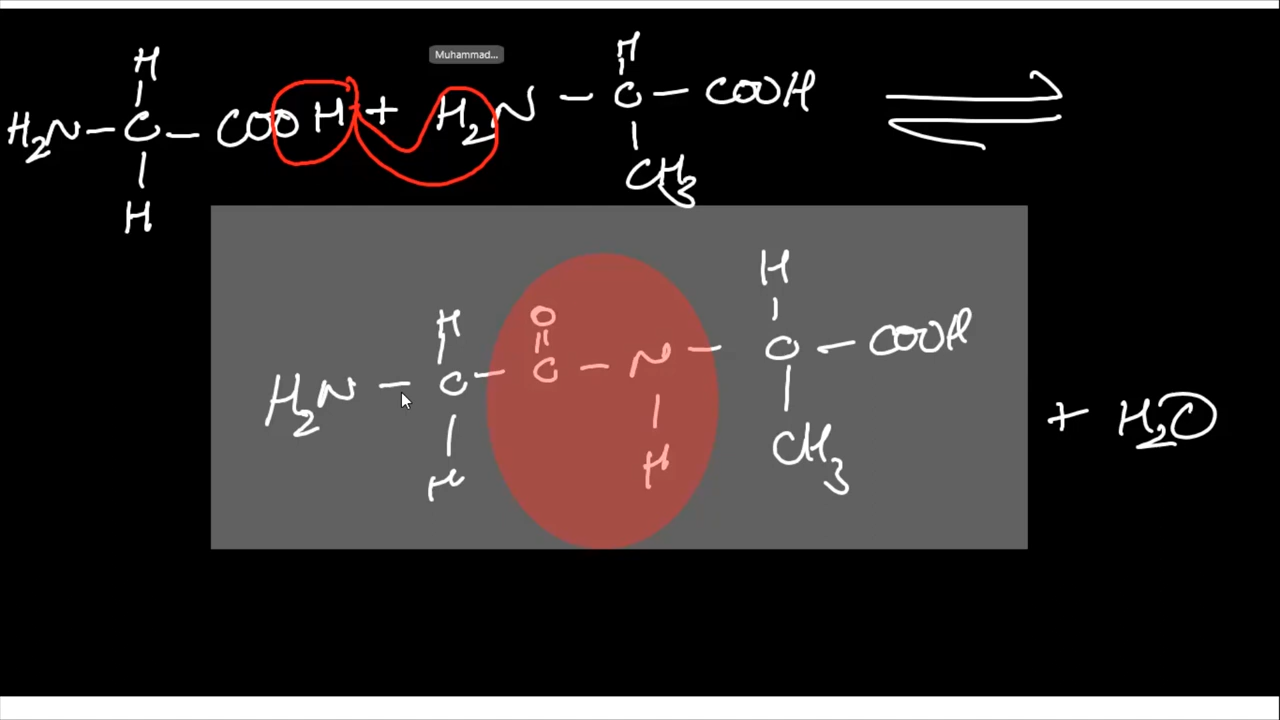 Muhammad...
H
H
H₂N – C – COOH + H₂N – C – COOH ⇌
H
CH₃
H
H
O
H₂N – C – C – N – C – COOH
H
H
CH₃
+ H₂O